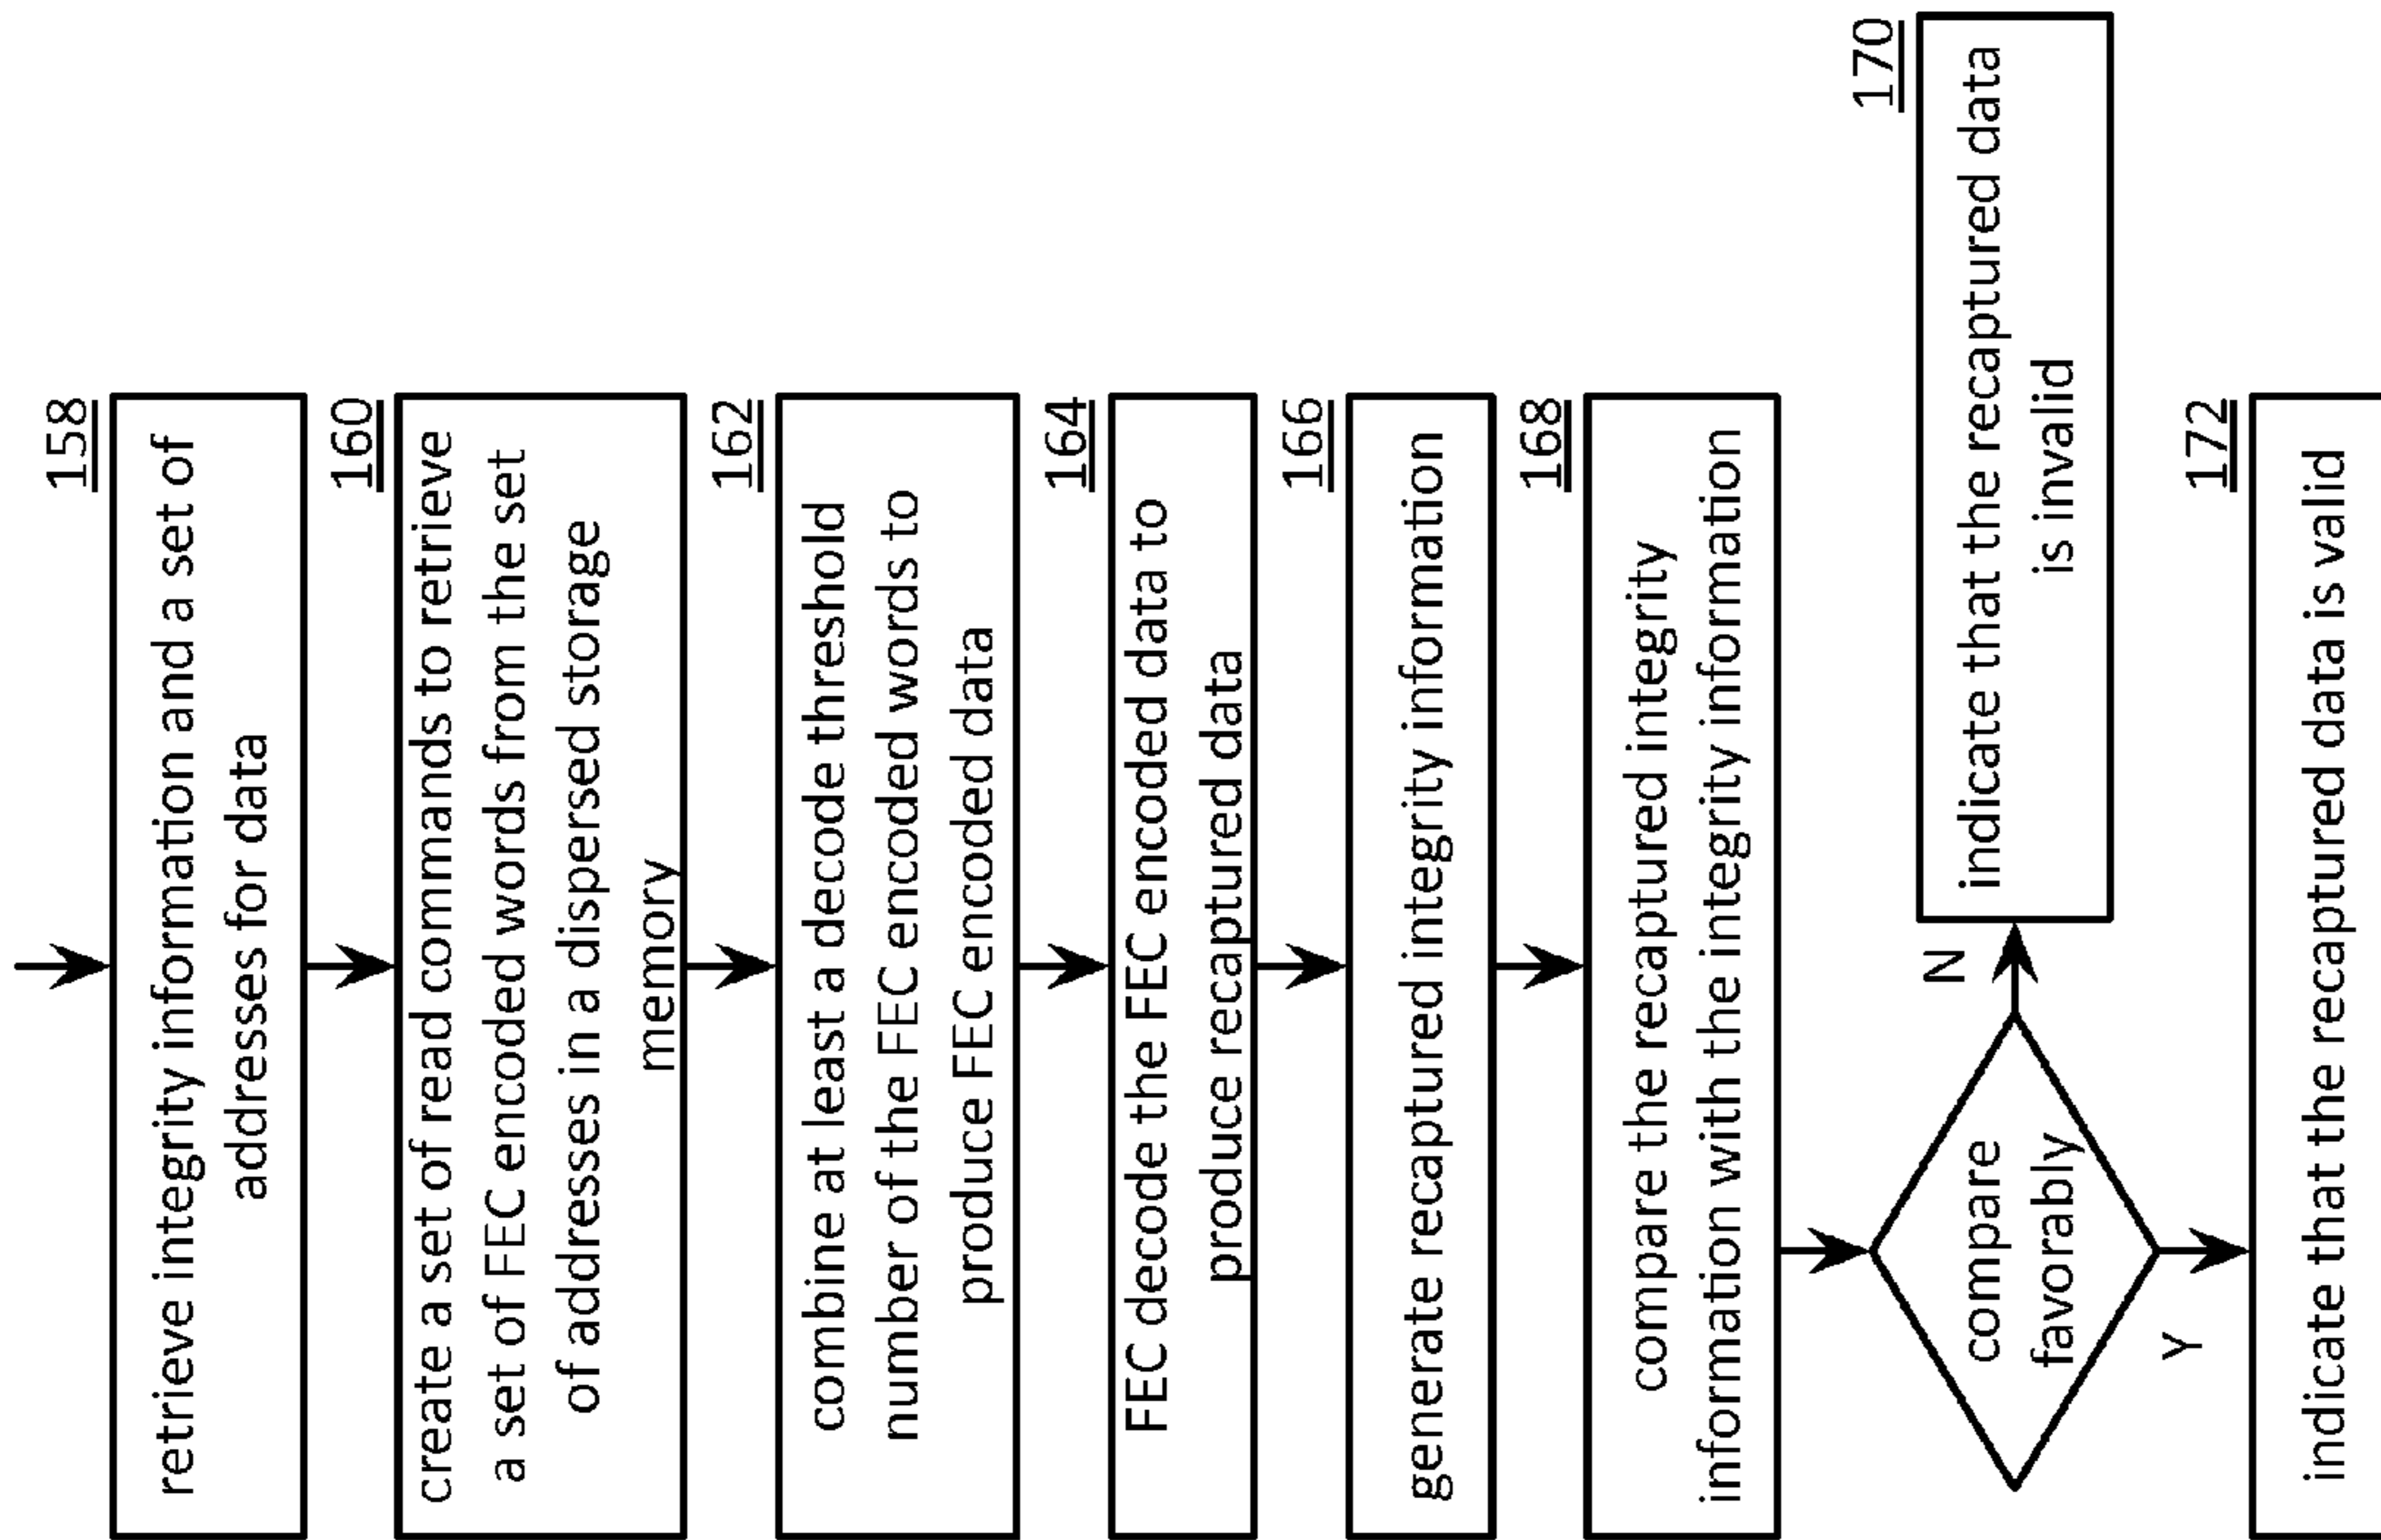 158
retrieve integrity information and a set of
addresses for data
160
create a set of read commands to retrieve
a set of FEC encoded words from the set
of addresses in a dispersed storage
memory
162
combine at least a decode threshold
number of the FEC encoded words to
produce FEC encoded data
164
FEC decode the FEC encoded data to
produce recaptured data
166
generate recaptured integrity information
168
compare the recaptured integrity
information with the integrity information
compare
favorably
N
170
indicate that the recaptured data
is invalid
Y
172
indicate that the recaptured data is valid